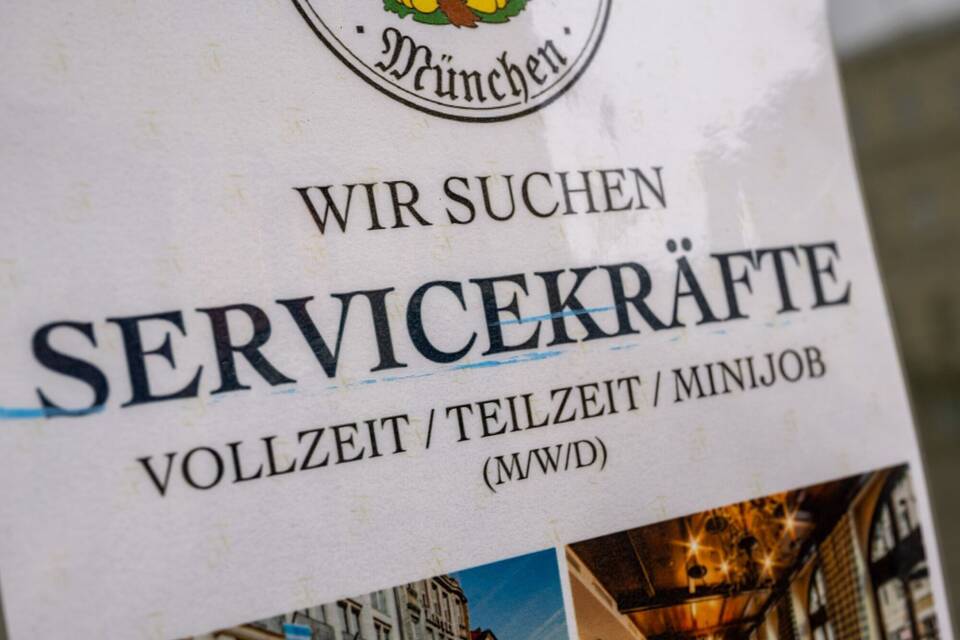 · München ·
WIR SUCHEN
SERVICEKRÄFTE
VOLLZEIT / TEILZEIT / MINIJOB
(M/W/D)